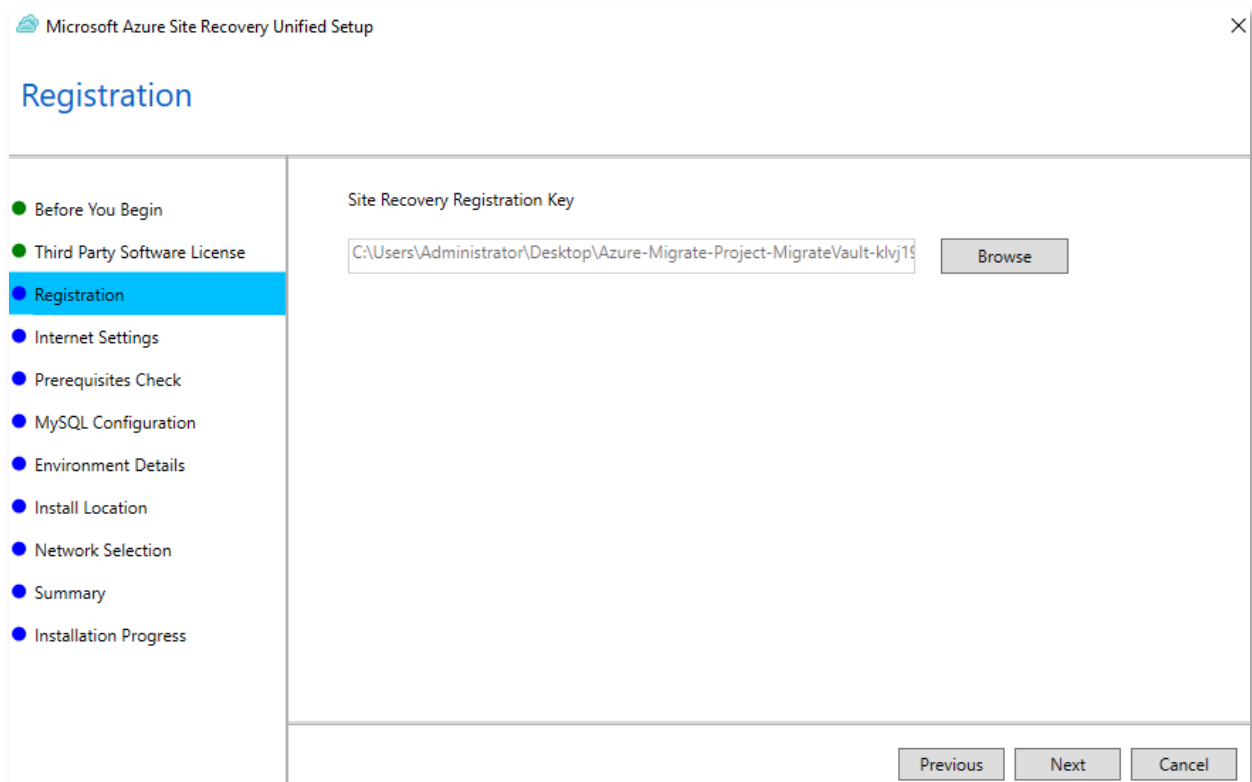 Microsoft Azure Site Recovery Unified Setup
Registration
Before You Begin
Third Party Software License
Registration
Internet Settings
Prerequisites Check
MySQL Configuration
Environment Details
Install Location
Network Selection
Summary
Installation Progress
Site Recovery Registration Key
C:\Users\Administrator\Desktop\Azure-Migrate-Project-MigrateVault-klvj19
Browse
Previous Next Cancel